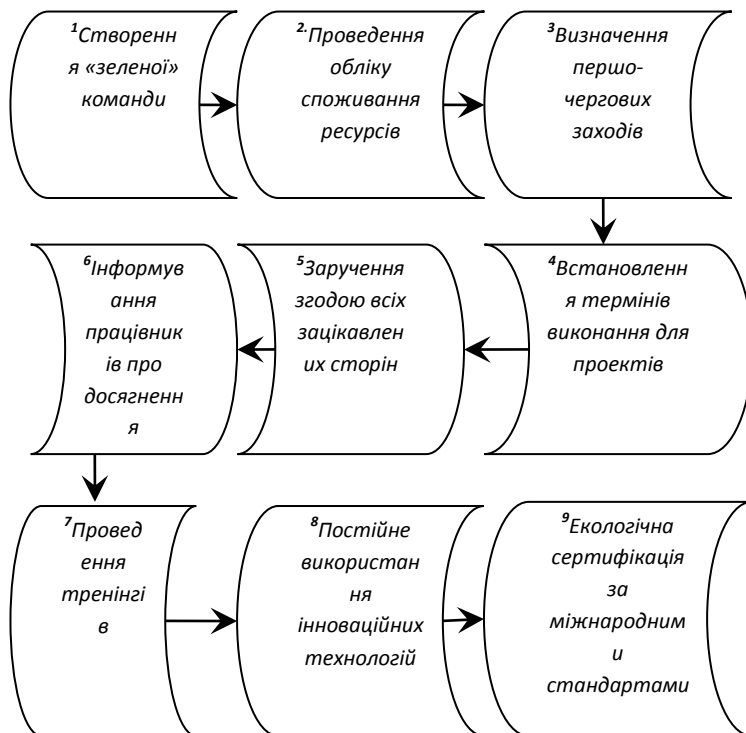 ¹Створенн
я «зеленої»
команди
²·Проведення
обліку
споживання
ресурсів
³Визначення
першо-
чергових
заходів
⁴Встановленн
я термінів
виконання для
проектів
⁵Заручення
згодою всіх
зацікавлен
их сторін
⁶Інформув
ання
працівник
ів про
досягненн
я
⁷Провед
ення
тренінгі
в
⁸Постійне
використан
ня
інноваційних
технологій
⁹Екологічна
сертифікація
за
міжнародним
и
стандартами